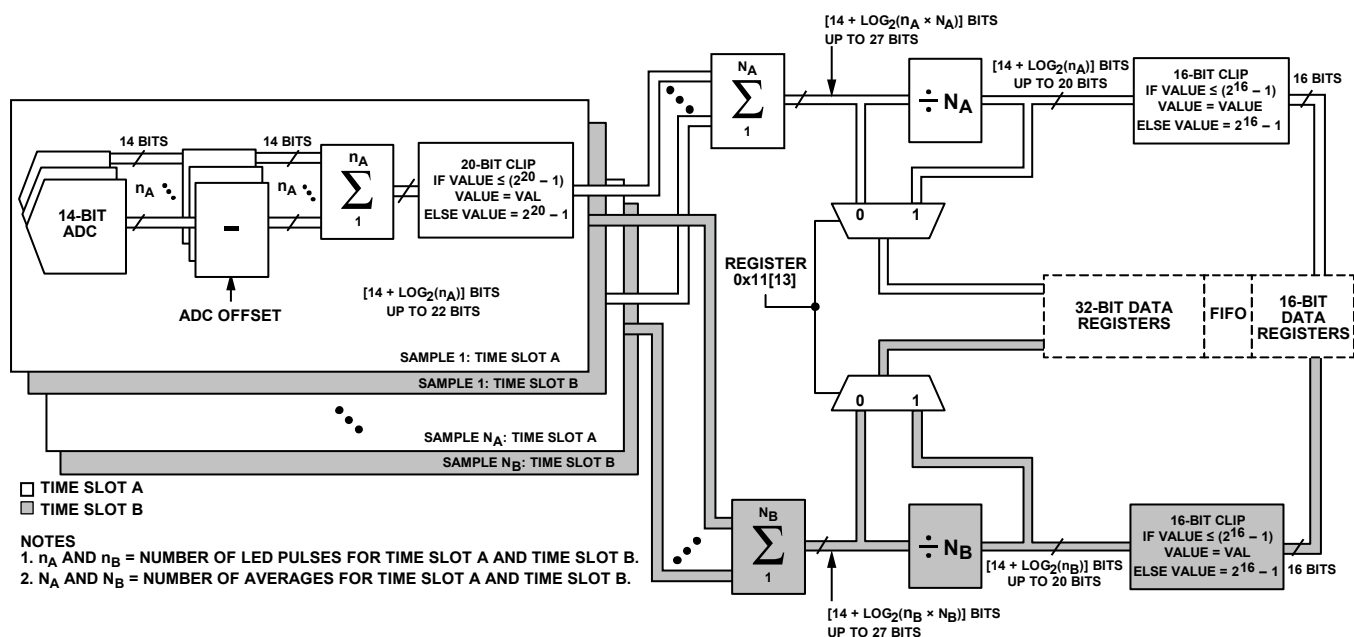 [14 + LOG2(nA × NA)] BITS
UP TO 27 BITS
[14 + LOG2(nA)] BITS
UP TO 20 BITS
NA
∑
1
÷ NA
16-BIT CLIP
IF VALUE ≤ (2^16 – 1)
VALUE = VALUE
ELSE VALUE = 2^16 – 1
16 BITS
14 BITS
14 BITS
nA
nA
14-BIT
ADC
–
ADC OFFSET
nA
∑
1
20-BIT CLIP
IF VALUE ≤ (2^20 – 1)
VALUE = VAL
ELSE VALUE = 2^20 – 1
[14 + LOG2(nA)] BITS
UP TO 22 BITS
SAMPLE 1: TIME SLOT A
SAMPLE 1: TIME SLOT B
SAMPLE NA: TIME SLOT A
SAMPLE NB: TIME SLOT B
0 1
REGISTER
0x11[13]
32-BIT DATA
REGISTERS
FIFO
16-BIT
DATA
REGISTERS
0 1
TIME SLOT A
TIME SLOT B
NOTES
1. nA AND nB = NUMBER OF LED PULSES FOR TIME SLOT A AND TIME SLOT B.
2. NA AND NB = NUMBER OF AVERAGES FOR TIME SLOT A AND TIME SLOT B.
NB
∑
1
÷ NB
[14 + LOG2(nB)] BITS
UP TO 20 BITS
16-BIT CLIP
IF VALUE ≤ (2^16 – 1)
VALUE = VAL
ELSE VALUE = 2^16 – 1
16 BITS
[14 + LOG2(nB × NB)] BITS
UP TO 27 BITS